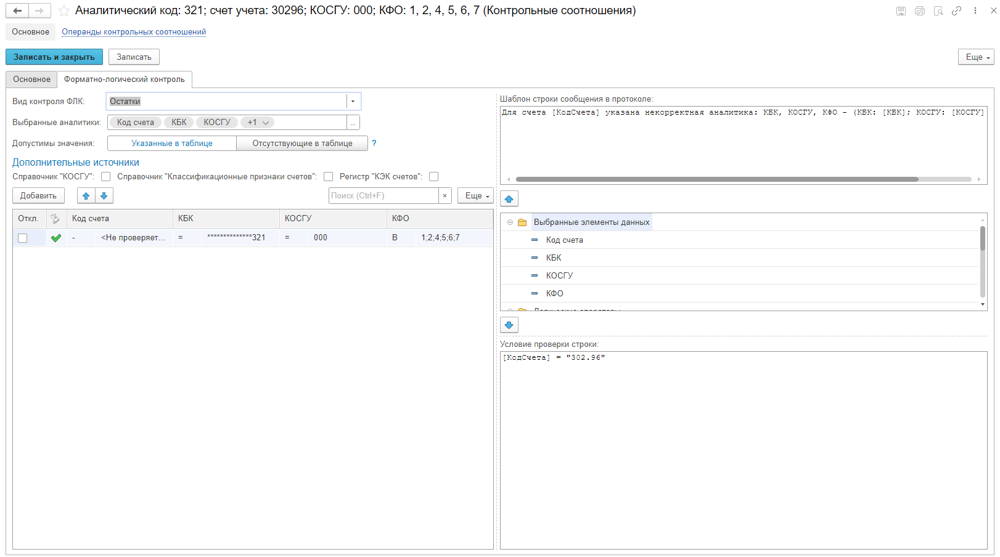 Аналитический код: 321; счет учета: 30296; КОСГУ: 000; КФО: 1, 2, 4, 5, 6, 7 (Контрольные соотношения)
Основное Операнды контрольных соотношений
Записать и закрыть Записать Еще
Основное Форматно-логический контроль
Вид контроля ФЛК: Остатки
Выбранные аналитики: Код счета КБК КОСГУ +1 ...
Допустимы значения: Указанные в таблице Отсутствующие в таблице ?
Дополнительные источники
Справочник "КОСГУ": Справочник "Классификационные признаки счетов": Регистр "КЭК счетов":
Добавить Поиск (Ctrl+F) × Еще
Откл. Код счета КБК КОСГУ КФО
- <Не проверяет... = **************321 = 000 В 1;2;4;5;6;7
Шаблон строки сообщения в протоколе:
Для счета [КодСчета] указана некорректная аналитика: КБК, КОСГУ, КФО - (КБК: [КБК]; КОСГУ: [КОСГУ]
Выбранные элементы данных
Код счета
КБК
КОСГУ
КФО
Условие проверки строки:
[КодСчета] = "302.96"